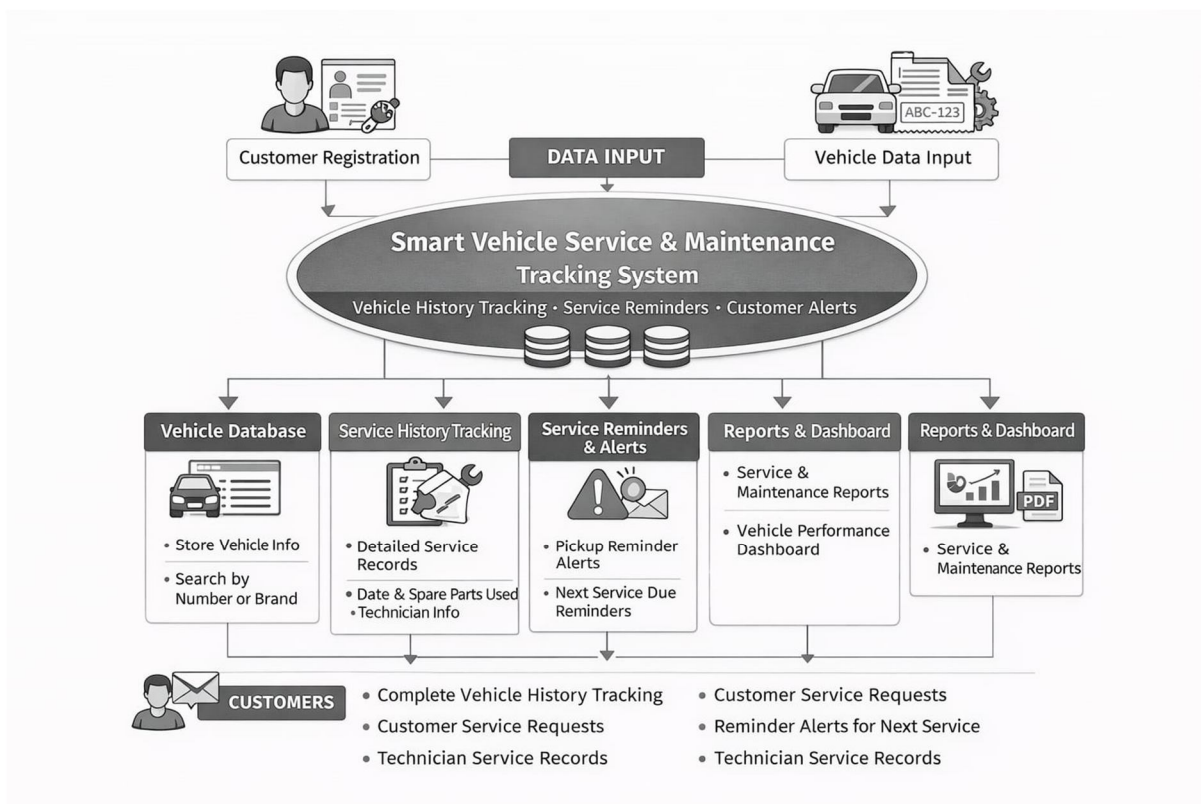 ABC-123
Customer Registration
DATA INPUT
Vehicle Data Input
Smart Vehicle Service & Maintenance
Tracking System
Vehicle History Tracking • Service Reminders • Customer Alerts
Vehicle Database
• Store Vehicle Info
• Search by
Number or Brand
Service History Tracking
• Detailed Service
Records
• Date & Spare Parts Used
• Technician Info
Service Reminders
& Alerts
• Pickup Reminder
Alerts
• Next Service Due
Reminders
Reports & Dashboard
• Service &
Maintenance Reports
• Vehicle Performance
Dashboard
Reports & Dashboard
PDF
• Service &
Maintenance Reports
CUSTOMERS
• Complete Vehicle History Tracking
• Customer Service Requests
• Technician Service Records
• Customer Service Requests
• Reminder Alerts for Next Service
• Technician Service Records